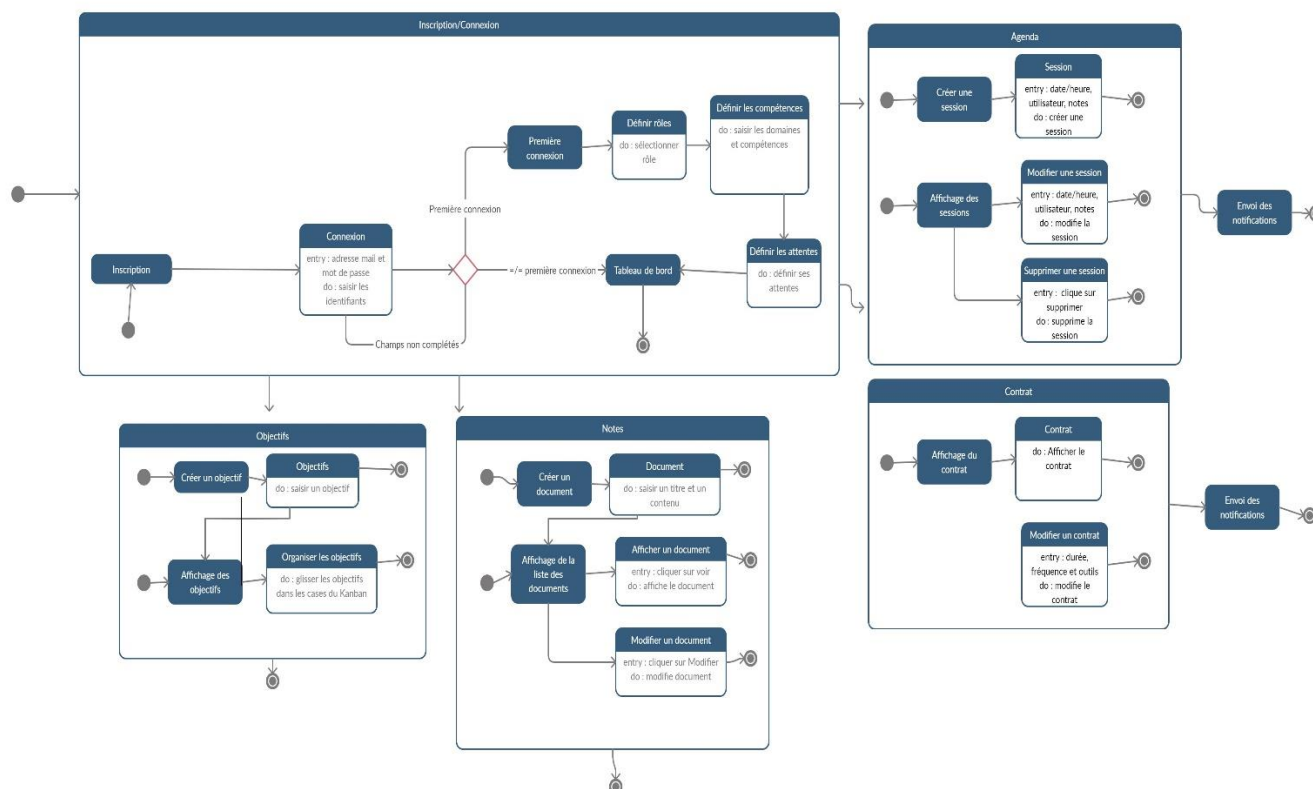 Inscription/Connexion
Inscription
Connexion
entry : adresse mail et
mot de passe
do : saisir les
identifiants
Première connexion
=/= première connexion
Champs non complétés
Première
connexion
Définir rôles
do : sélectionner
rôle
Définir les compétences
do : saisir les domaines
et compétences
Définir les attentes
do : définir ses
attentes
Tableau de bord
Agenda
Créer une
session
Session
entry : date/heure,
utilisateur, notes
do : créer une
session
Affichage des
sessions
Modifier une session
entry : date/heure,
utilisateur, notes
do : modifie la
session
Supprimer une session
entry : clique sur
supprimer
do : supprime la
session
Envoi des
notifications
Objectifs
Créer un objectif
Objectifs
do : saisir un objectif
Affichage des
objectifs
Organiser les objectifs
do : glisser les objectifs
dans les cases du Kanban
Notes
Créer un
document
Document
do : saisir un titre et un
contenu
Affichage de la
liste des
documents
Afficher un document
entry : cliquer sur voir
do : affiche le document
Modifier un document
entry : cliquer sur Modifier
do : modifie document
Contrat
Affichage du
contrat
Contrat
do : Afficher le
contrat
Modifier un contrat
entry : durée,
fréquence et outils
do : modifie le
contrat
Envoi des
notifications